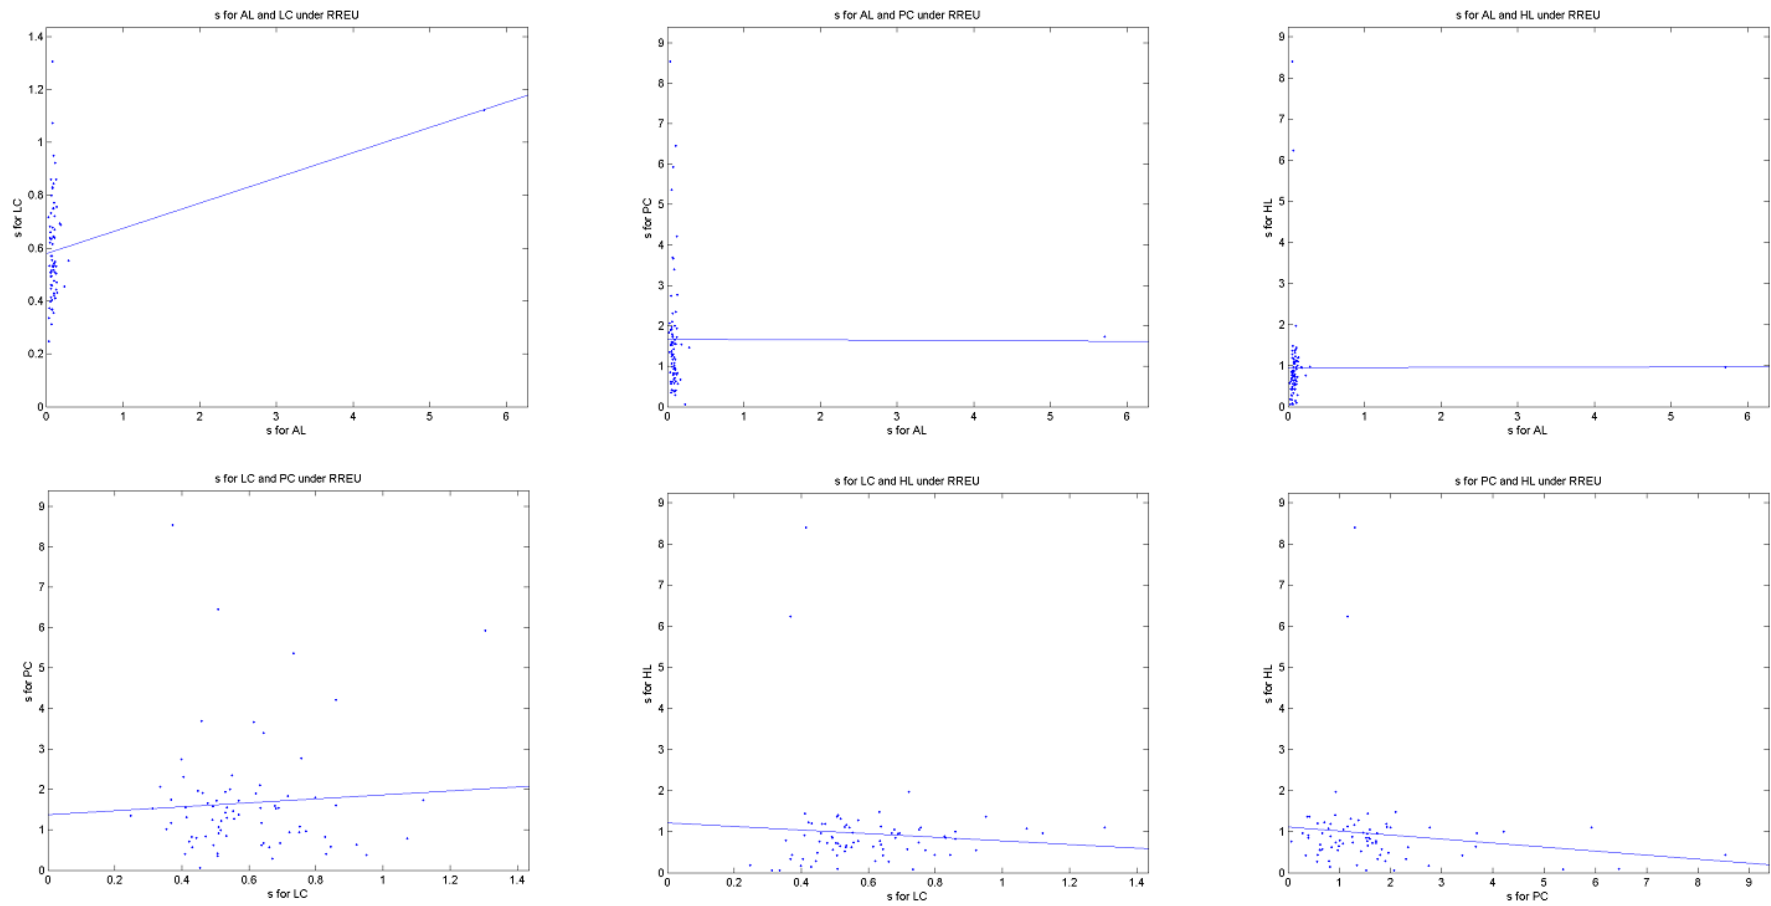 s for AL and LC under RREU
1.4
1.2
1
0.8
0.6
0.4
0.2
0
s for LC
0 1 2 3 4 5 6
s for AL
s for AL and PC under RREU
9
8
7
6
5
4
3
2
1
0
s for PC
0 1 2 3 4 5 6
s for AL
s for AL and HL under RREU
9
8
7
6
5
4
3
2
1
0
s for HL
0 1 2 3 4 5 6
s for AL
s for LC and PC under RREU
9
8
7
6
5
4
3
2
1
0
s for PC
0 0.2 0.4 0.6 0.8 1 1.2 1.4
s for LC
s for LC and HL under RREU
9
8
7
6
5
4
3
2
1
0
s for HL
0 0.2 0.4 0.6 0.8 1 1.2 1.4
s for LC
s for PC and HL under RREU
9
8
7
6
5
4
3
2
1
0
s for HL
0 1 2 3 4 5 6 7 8 9
s for PC